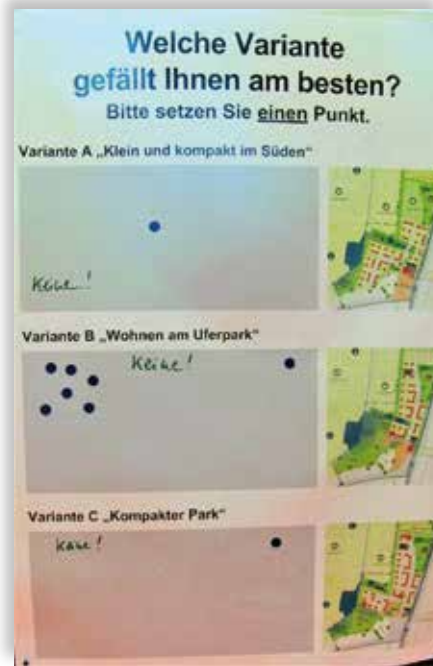 Welche Variante
gefällt Ihnen am besten?
Bitte setzen Sie einen Punkt.
Variante A „Klein und kompakt im Süden“
Keine!
Variante B „Wohnen am Uferpark“
Keine!
Variante C „Kompakter Park“
Keine!